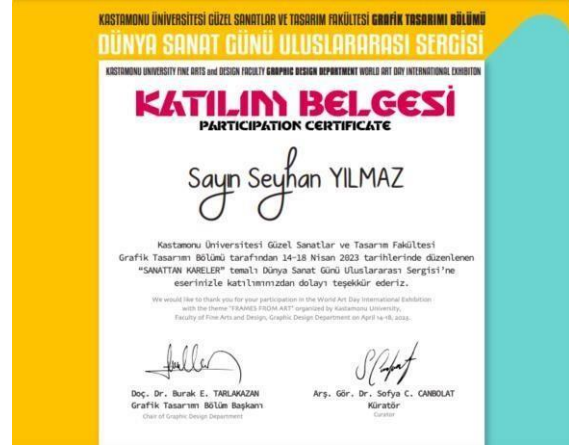 KASTAMONU ÜNİVERSİTESİ GÜZEL SANATLAR VE TASARIM FAKÜLTESİ GRAFİK TASARIMI BÖLÜMÜ
DÜNYA SANAT GÜNÜ ULUSLARARASI SERGİSİ
KASTAMONU UNIVERSITY FINE ARTS and DESIGN FACULTY GRAPHIC DESIGN DEPARTMENT WORLD ART DAY INTERNATIONAL EXHIBITON
KATILIM BELGESİ
PARTICIPATION CERTIFICATE
Sayın Seyhan YILMAZ
Kastamonu Üniversitesi Güzel Sanatlar ve Tasarım Fakültesi
Grafik Tasarımı Bölümü tarafından 14-18 Nisan 2023 tarihlerinde düzenlenen
“SANATTAN KARELER” temalı Dünya Sanat Günü Uluslararası Sergisi’ne
eserinizle katılımınızdan dolayı teşekkür ederiz.
We would like to thank you for your participation in the World Art Day International Exhibition
with the theme "FRAMES FROM ART" organized by Kastamonu University,
Faculty of Fine Arts and Design, Graphic Design Department on April 14-18, 2023.
Doç. Dr. Burak E. TARLAKAZAN
Arş. Gör. Dr. Sofya C. CANBOLAT
Grafik Tasarım Bölüm Başkanı
Küratör
Chair of Graphic Design Department
Curator